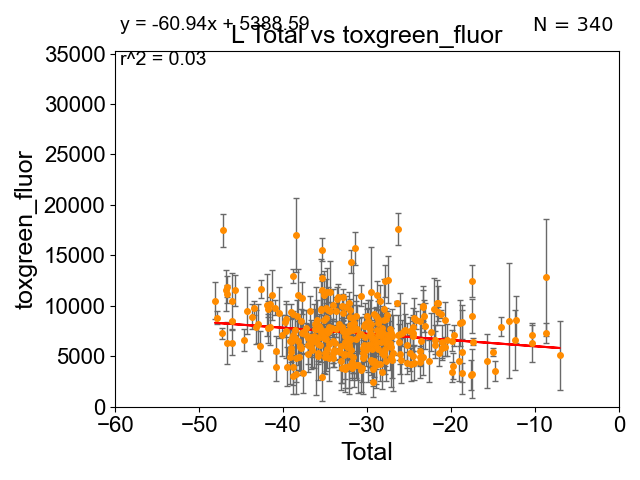 y = -60.94x + 5388.59
N = 340
L Total vs toxgreen_fluor
r^2 = 0.03
35000
30000
25000
20000
15000
10000
5000
0
toxgreen_fluor
−60 −50 −40 −30 −20 −10 0
Total